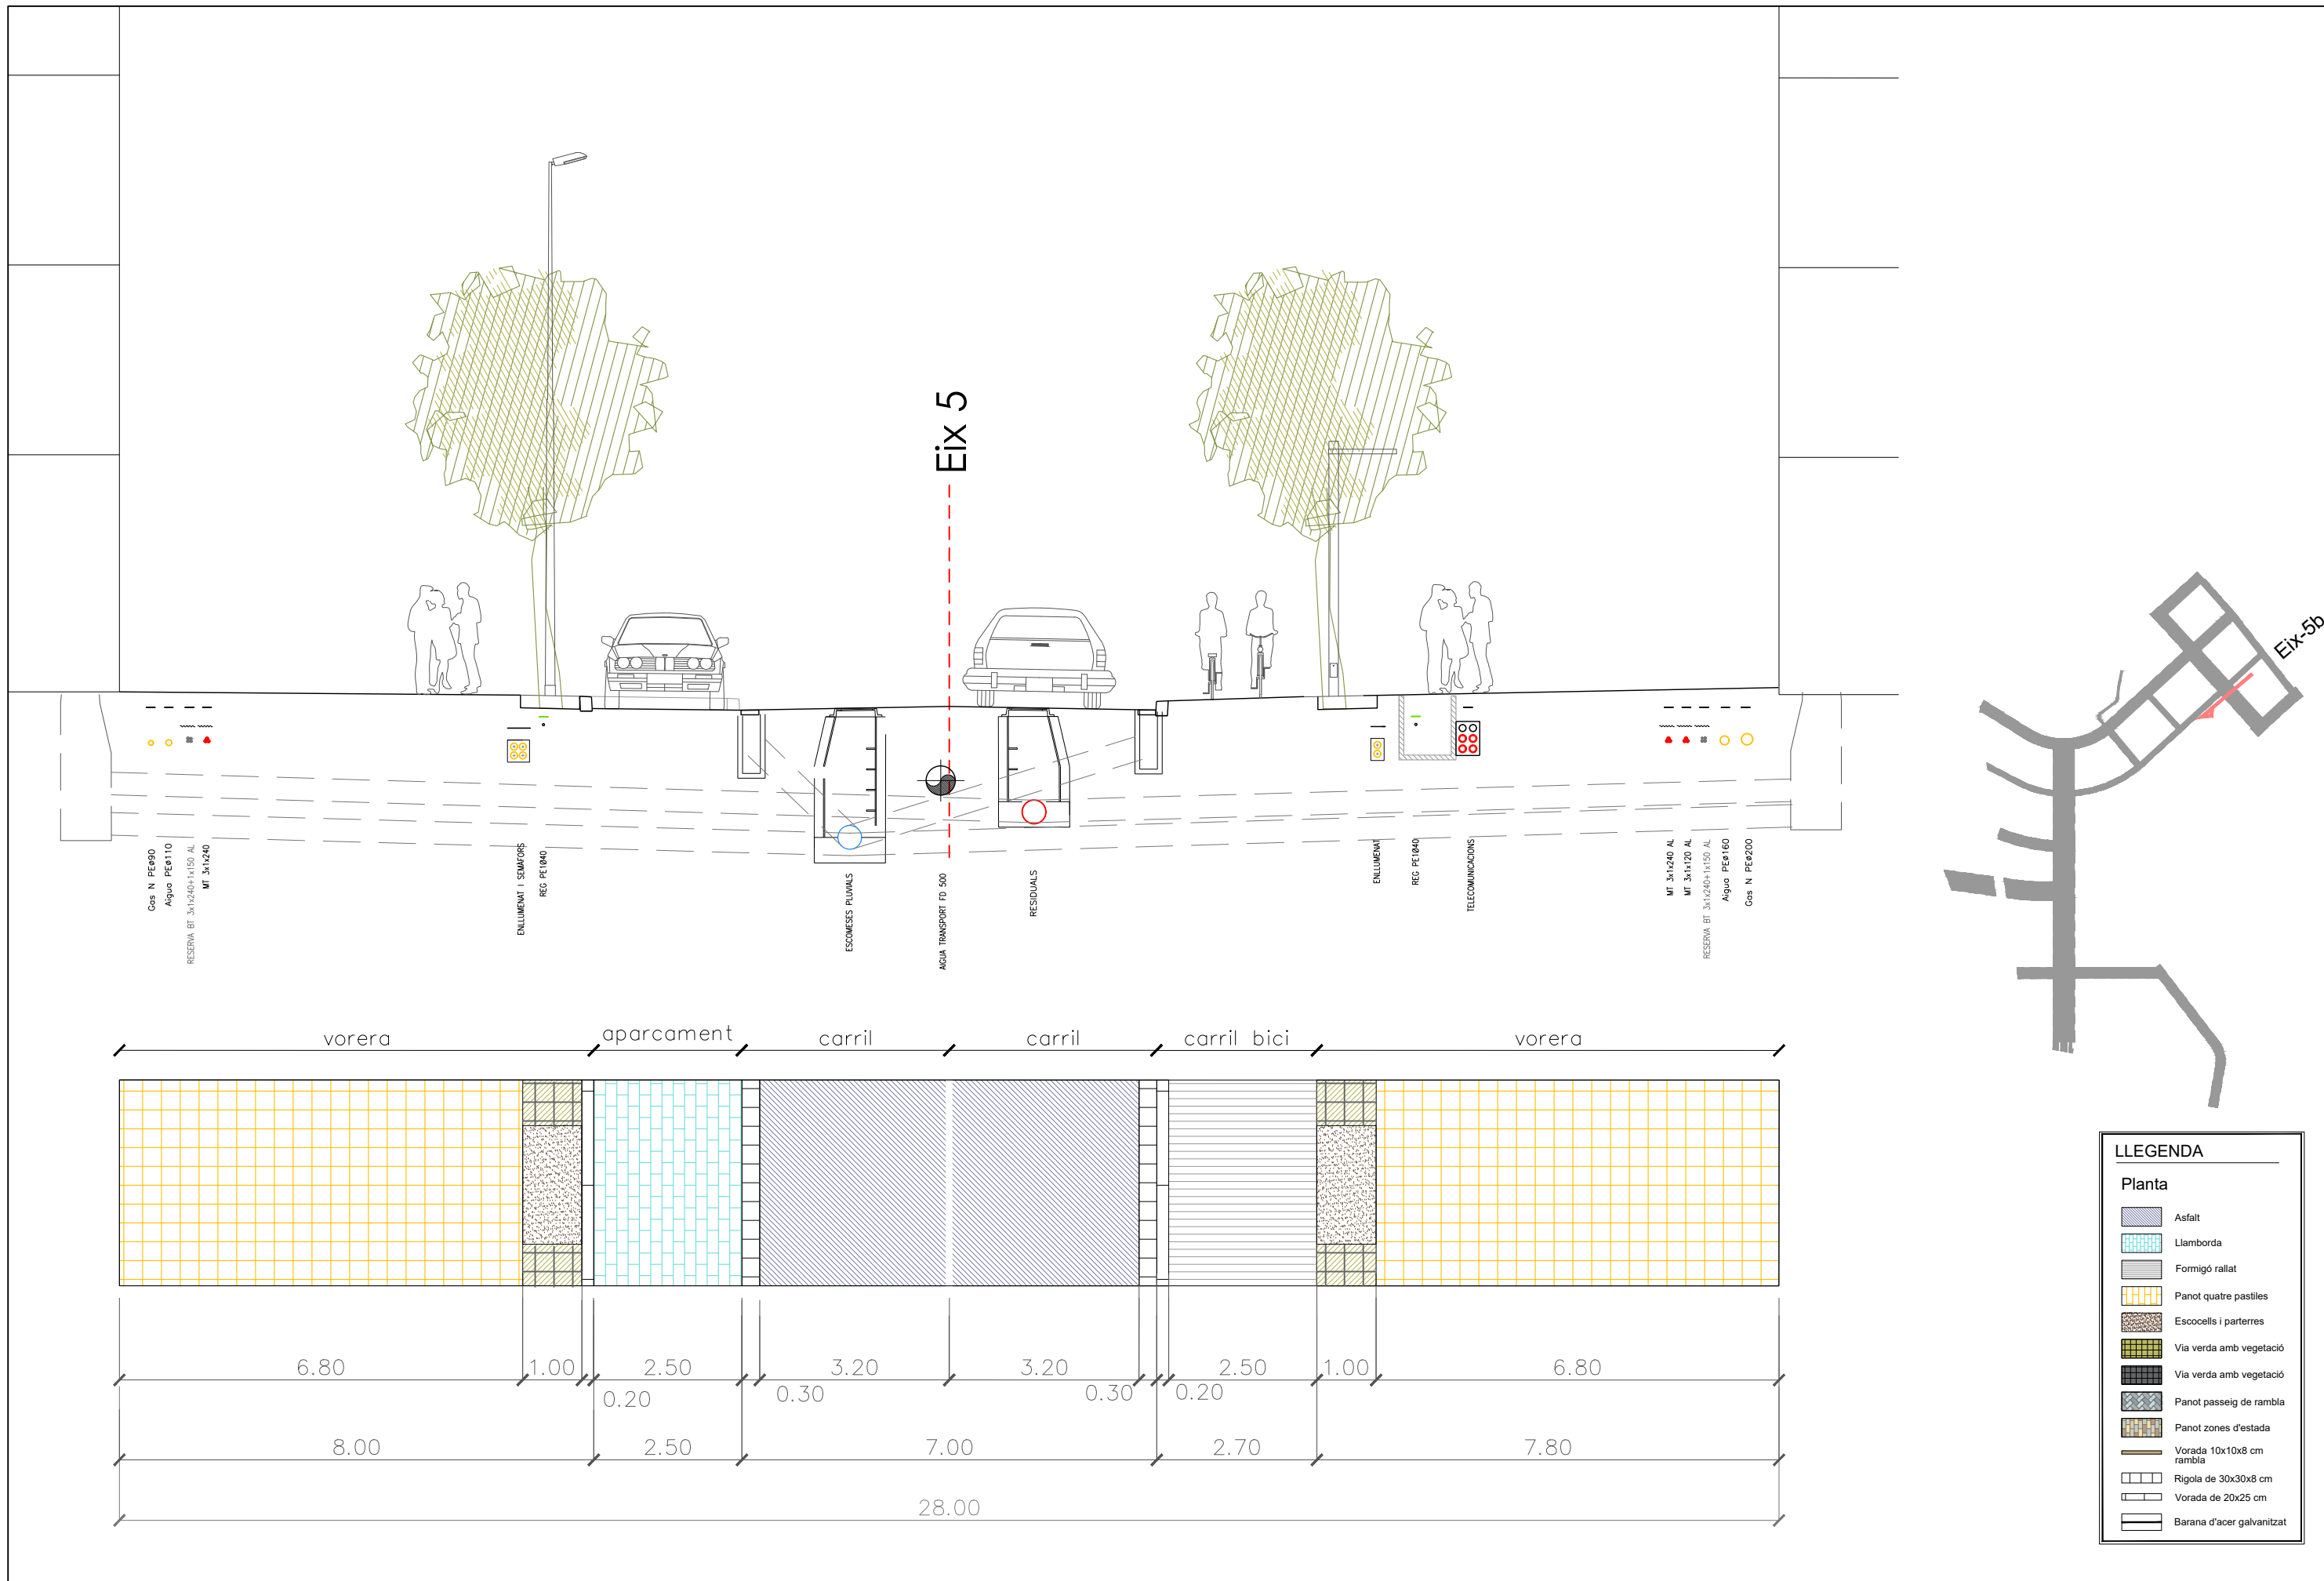 Eix 5
Eix-5b
Gas N PEø90
Aigua PEø110
RESERVA BT 3x1x240+1x150 AL
MT 3x1x240
ENLLUMENAT I SEMÀFORS
REG PE1Ø40
ESCOMESES PLUVIALS
AIGUA TRANSPORT FD 500
RESIDUALS
ENLLUMENAT
REG PE1Ø40
TELECOMUNICACIONS
MT 3x1x240 AL
MT 3x1x120 AL
RESERVA BT 3x1x240+1x150 AL
Aigua PEø160
Gas N PEø200
vorera aparcament carril carril carril bici vorera
6.80 1.00 2.50 3.20 3.20 2.50 1.00 6.80
0.20 0.30 0.30 0.20
8.00 2.50 7.00 2.70 7.80
28.00
LLEGENDA
Planta
Asfalt
Llamborda
Formigó rallat
Panot quatre pastiles
Escocells i parterres
Via verda amb vegetació
Via verda amb vegetació
Panot passeig de rambla
Panot zones d'estada
Vorada 10x10x8 cm
rambla
Rigola de 30x30x8 cm
Vorada de 20x25 cm
Barana d'acer galvanitzat